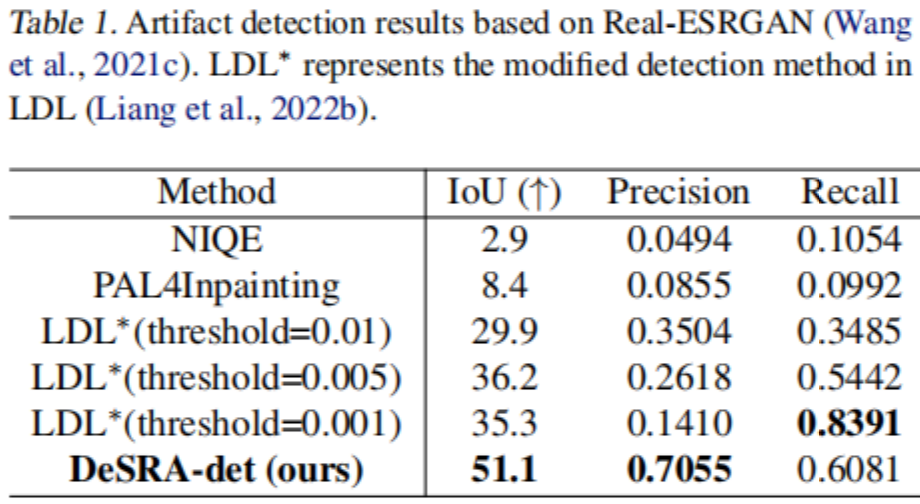 Table 1. Artifact detection results based on Real-ESRGAN (Wang
et al., 2021c). LDL* represents the modified detection method in
LDL (Liang et al., 2022b).
Method IoU (↑) Precision Recall
NIQE 2.9 0.0494 0.1054
PAL4Inpainting 8.4 0.0855 0.0992
LDL*(threshold=0.01) 29.9 0.3504 0.3485
LDL*(threshold=0.005) 36.2 0.2618 0.5442
LDL*(threshold=0.001) 35.3 0.1410 0.8391
DeSRA-det (ours) 51.1 0.7055 0.6081